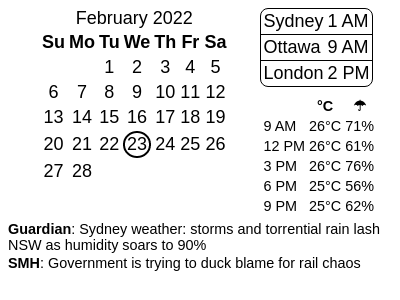 February 2022
Su Mo Tu We Th Fr Sa
1 2 3 4 5
6 7 8 9 10 11 12
13 14 15 16 17 18 19
20 21 22 23 24 25 26
27 28
Sydney 1 AM
Ottawa 9 AM
London 2 PM
°C ☂
9 AM 26°C 71%
12 PM 26°C 61%
3 PM 26°C 76%
6 PM 25°C 56%
9 PM 25°C 62%
Guardian: Sydney weather: storms and torrential rain lash
NSW as humidity soars to 90%
SMH: Government is trying to duck blame for rail chaos